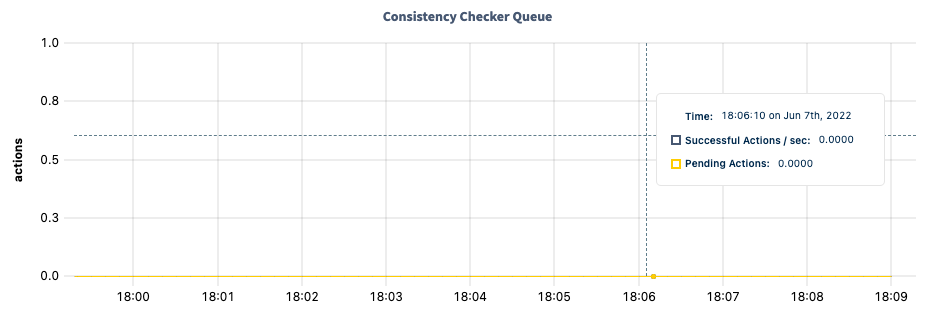 Consistency Checker Queue
1.0
0.8
0.5
0.3
0.0
actions
Time: 18:06:10 on Jun 7th, 2022
Successful Actions / sec: 0.0000
Pending Actions: 0.0000
18:00 18:01 18:02 18:03 18:04 18:05 18:06 18:07 18:08 18:09